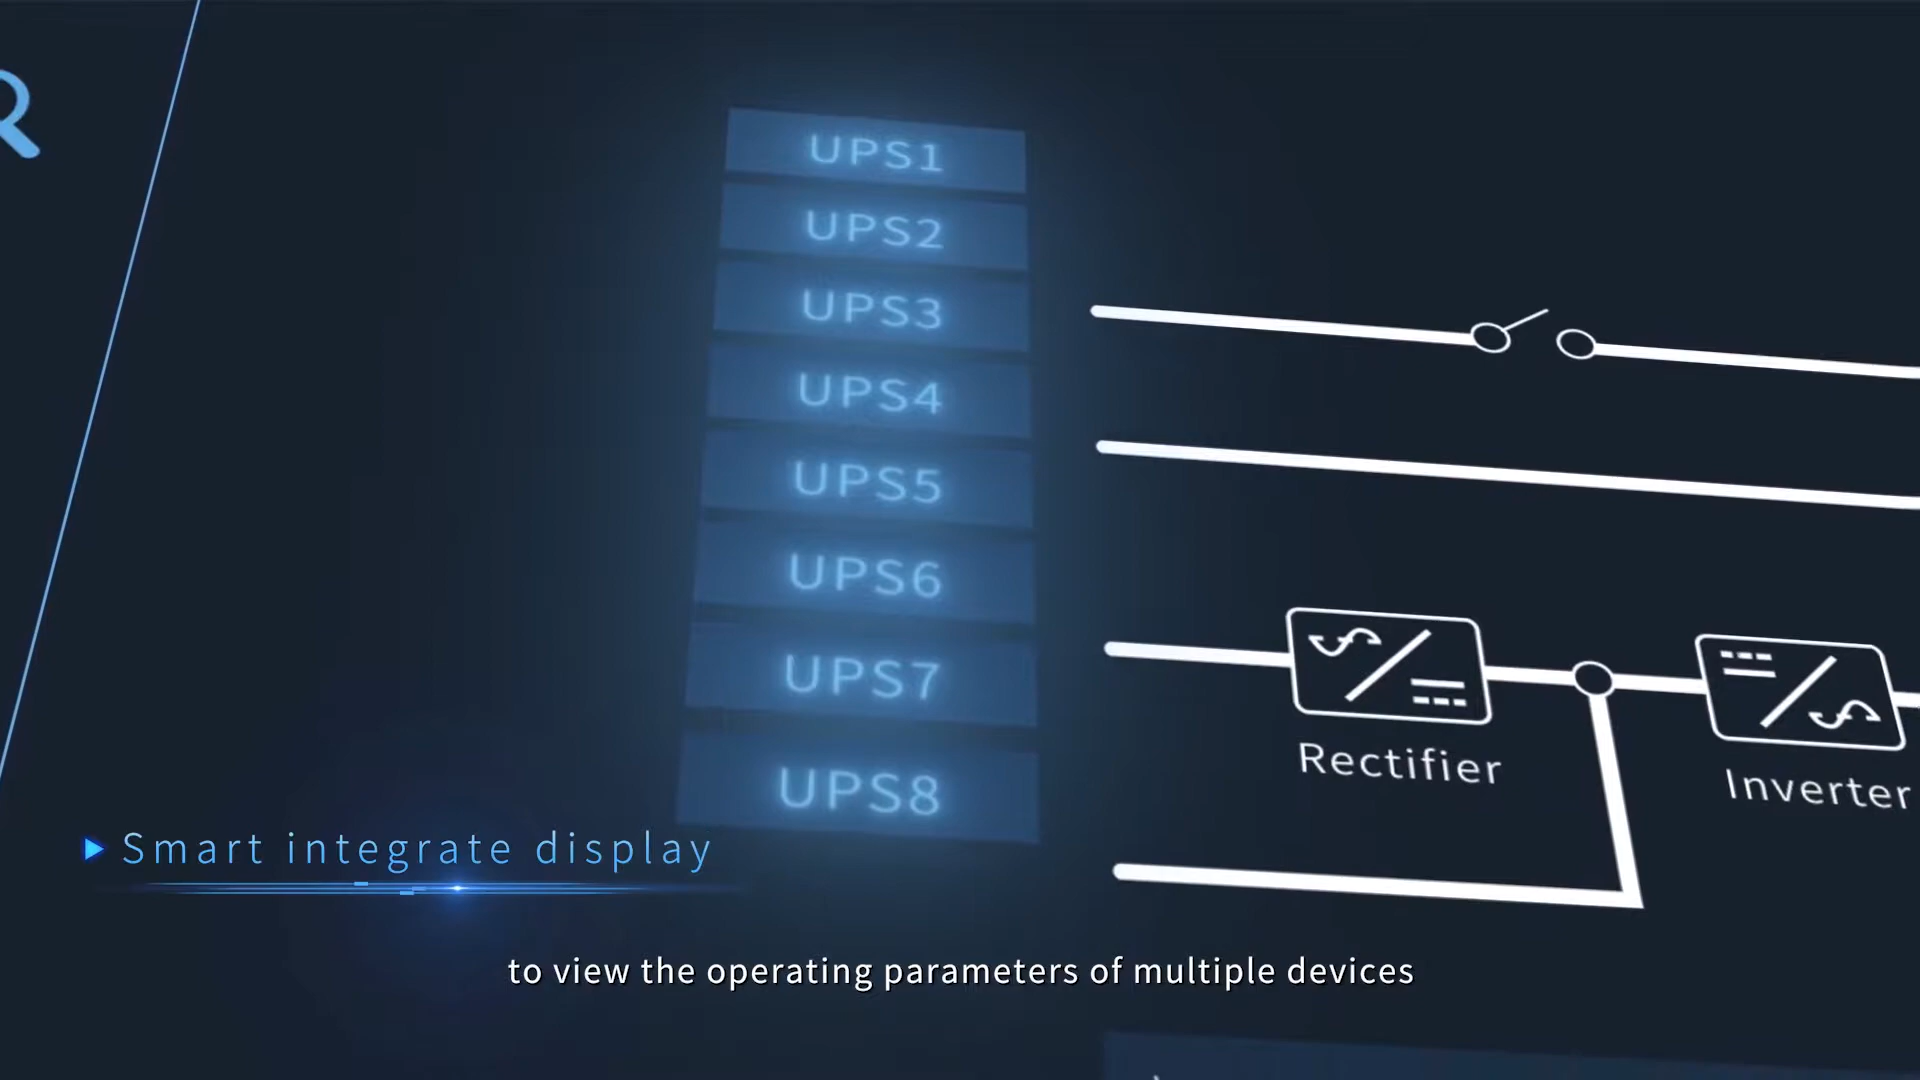 UPS1
UPS2
UPS3
UPS4
UPS5
UPS6
UPS7
UPS8
Rectifier
Inverter
Smart integrate display
to view the operating parameters of multiple devices